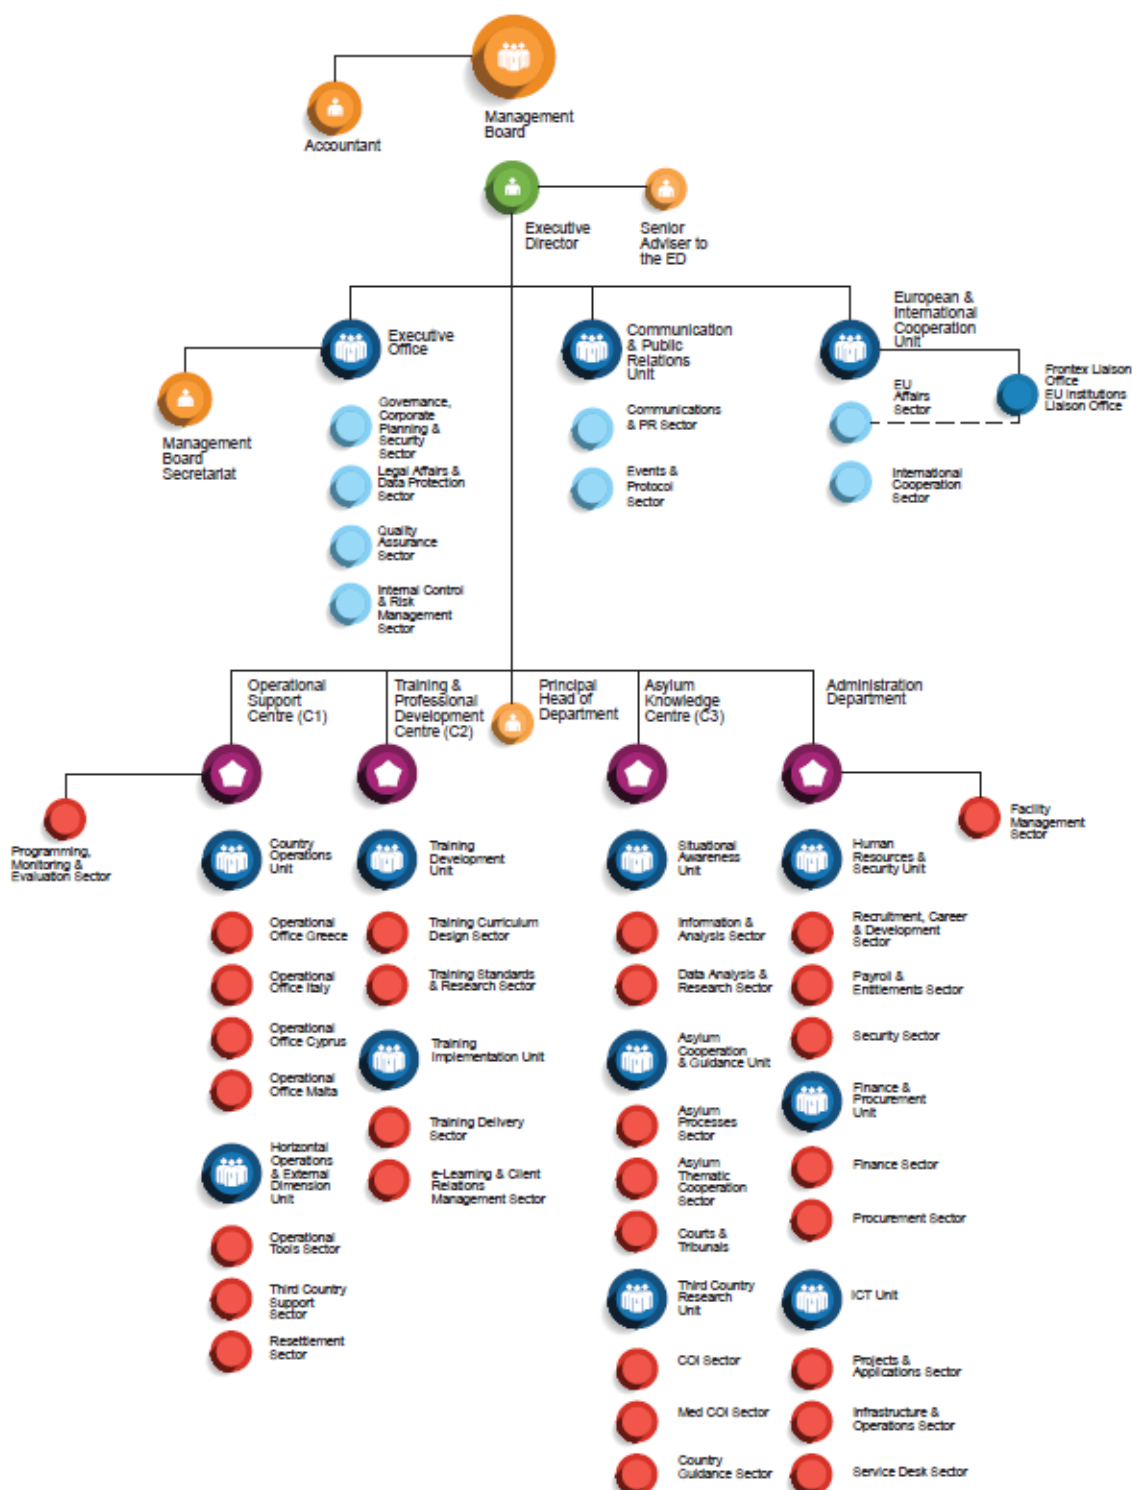 Management
Board
Accountant
Executive
Director
Senior
Adviser to
the ED
Executive
Office
Communication
& Public
Relations
Unit
European &
International
Cooperation
Unit
Frontex Liaison
Office
EU Institutions
Liaison Office
Management
Board
Secretariat
Governance,
Corporate
Planning &
Security
Sector
Legal Affairs &
Data Protection
Sector
Quality
Assurance
Sector
Internal Control
& Risk
Management
Sector
Communications
& PR Sector
Events &
Protocol
Sector
EU
Affairs
Sector
International
Cooperation
Sector
Operational
Support
Centre (C1)
Training &
Professional
Development
Centre (C2)
Principal
Head of
Department
Asylum
Knowledge
Centre (C3)
Administration
Department
Programming,
Monitoring &
Evaluation Sector
Facility
Management
Sector
Country
Operations
Unit
Operational
Office Greece
Operational
Office Italy
Operational
Office Cyprus
Operational
Office Malta
Horizontal
Operations
& External
Dimension
Unit
Operational
Tools Sector
Third Country
Support
Sector
Resettlement
Sector
Training
Development
Unit
Training Curriculum
Design Sector
Training Standards
& Research Sector
Training
Implementation Unit
Training Delivery
Sector
e-Learning & Client
Relations
Management Sector
Situational
Awareness
Unit
Information &
Analysis Sector
Data Analysis &
Research Sector
Asylum
Cooperation
& Guidance Unit
Asylum
Processes
Sector
Asylum
Thematic
Cooperation
Sector
Courts &
Tribunals
Third Country
Research
Unit
COI Sector
Med COI Sector
Country
Guidance Sector
Human
Resources &
Security Unit
Recruitment, Career
& Development
Sector
Payroll &
Entitlements Sector
Security Sector
Finance &
Procurement
Unit
Finance Sector
Procurement Sector
ICT Unit
Projects &
Applications Sector
Infrastructure &
Operations Sector
Service Desk Sector